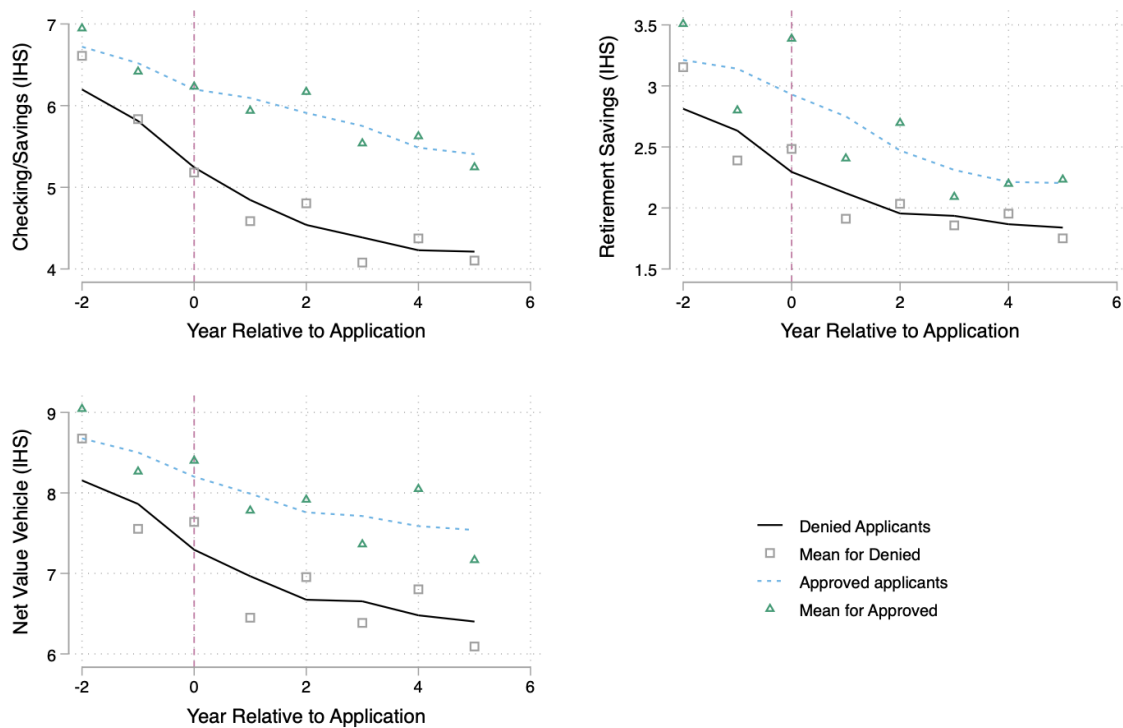 Checking/Savings (IHS)
7
6
5
4
-2
0
2
4
6
Year Relative to Application
Retirement Savings (IHS)
3.5
3
2.5
2
1.5
-2
0
2
4
6
Year Relative to Application
Net Value Vehicle (IHS)
9
8
7
6
-2
0
2
4
6
Year Relative to Application
Denied Applicants
Mean for Denied
Approved applicants
Mean for Approved